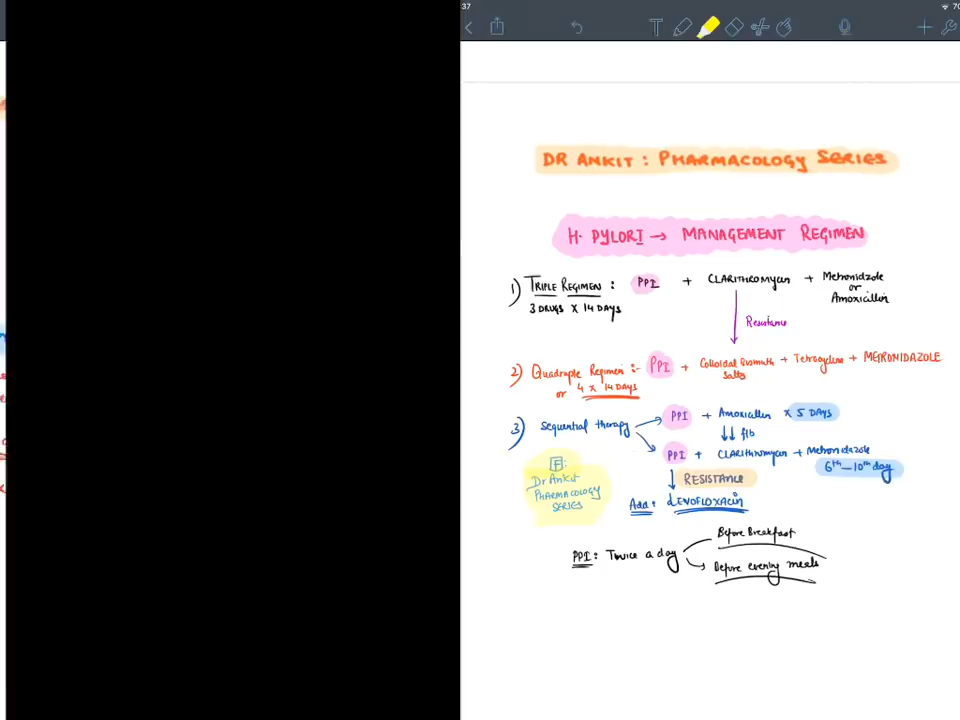 37
70
T
DR ANKIT : PHARMACOLOGY SERIES
H. PYLORI → MANAGEMENT REGIMEN
1) TRIPLE REGIMEN : PPI + CLARITHROMYCIN + Metronidzole
or
Amoxicillin
3 DRUGS X 14 DAYS
Resistance
2) Quadruple Regimen :- PPI + Colloidal Bismuth + Tetracycline + METRONIDAZOLE
Salts
or 4 x 14 DAYS
3) Sequential therapy → PPI + Amoxicillin x 5 DAYS
↓↓ f/b
→ PPI + CLARITHROMYCIN + Metronidazole
6th – 10th day
↓ RESISTANCE
Add : LEVOFLOXACIN
F :
Dr Ankit
PHARMACOLOGY
SERIES
PPI : Twice a day
Before Breakfast
→ Before evening meals